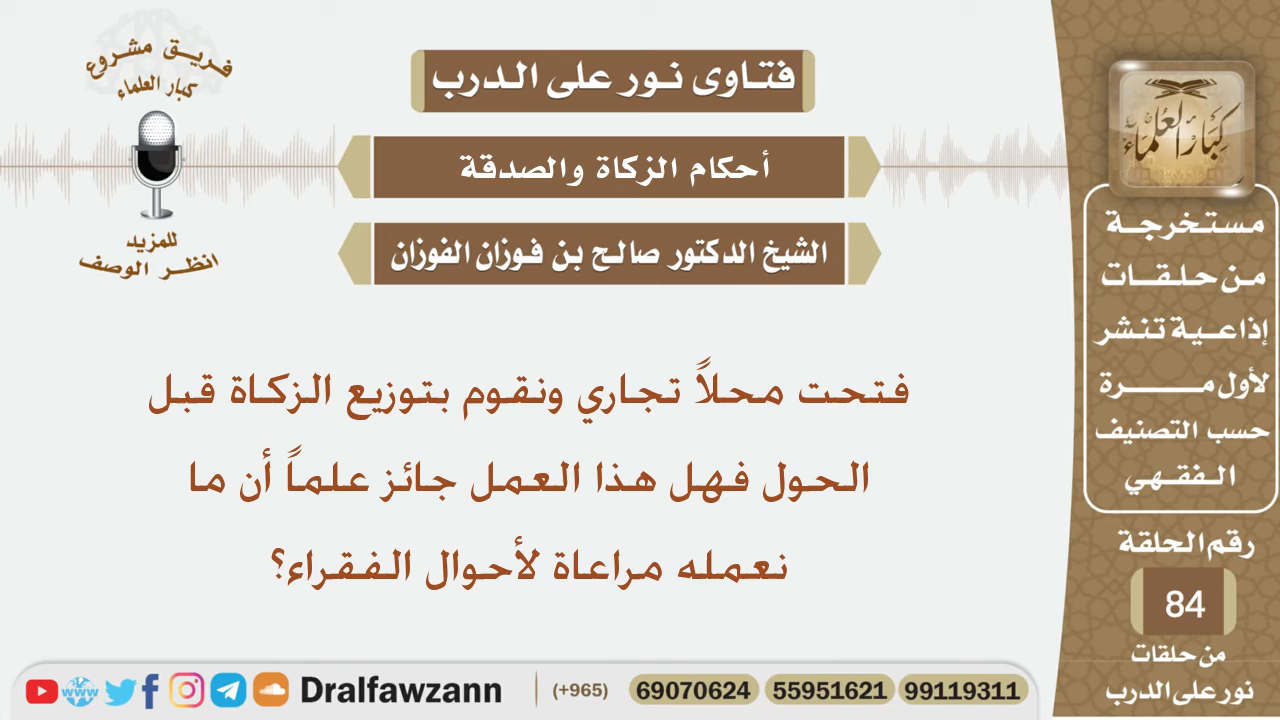 فريق مشروع
كبار العلماء
للمزيد
انظر الوصف
فتاوى نور على الدرب
أحكام الزكاة والصدقة
الشيخ الدكتور صالح بن فوزان الفوزان
فتحت محلاً تجاري ونقوم بتوزيع الزكاة قبل
الحول فهل هذا العمل جائز علماً أن ما
نعمله مراعاة لأحوال الفقراء؟
كبار العلماء
مستخرجة
من حلقات
إذاعية تنشر
لأول مرة
حسب التصنيف
الفقهي
رقم الحلقة
84
من حلقات
نور على الدرب
www
Dralfawzann (+965) 69070624 55951621 99119311